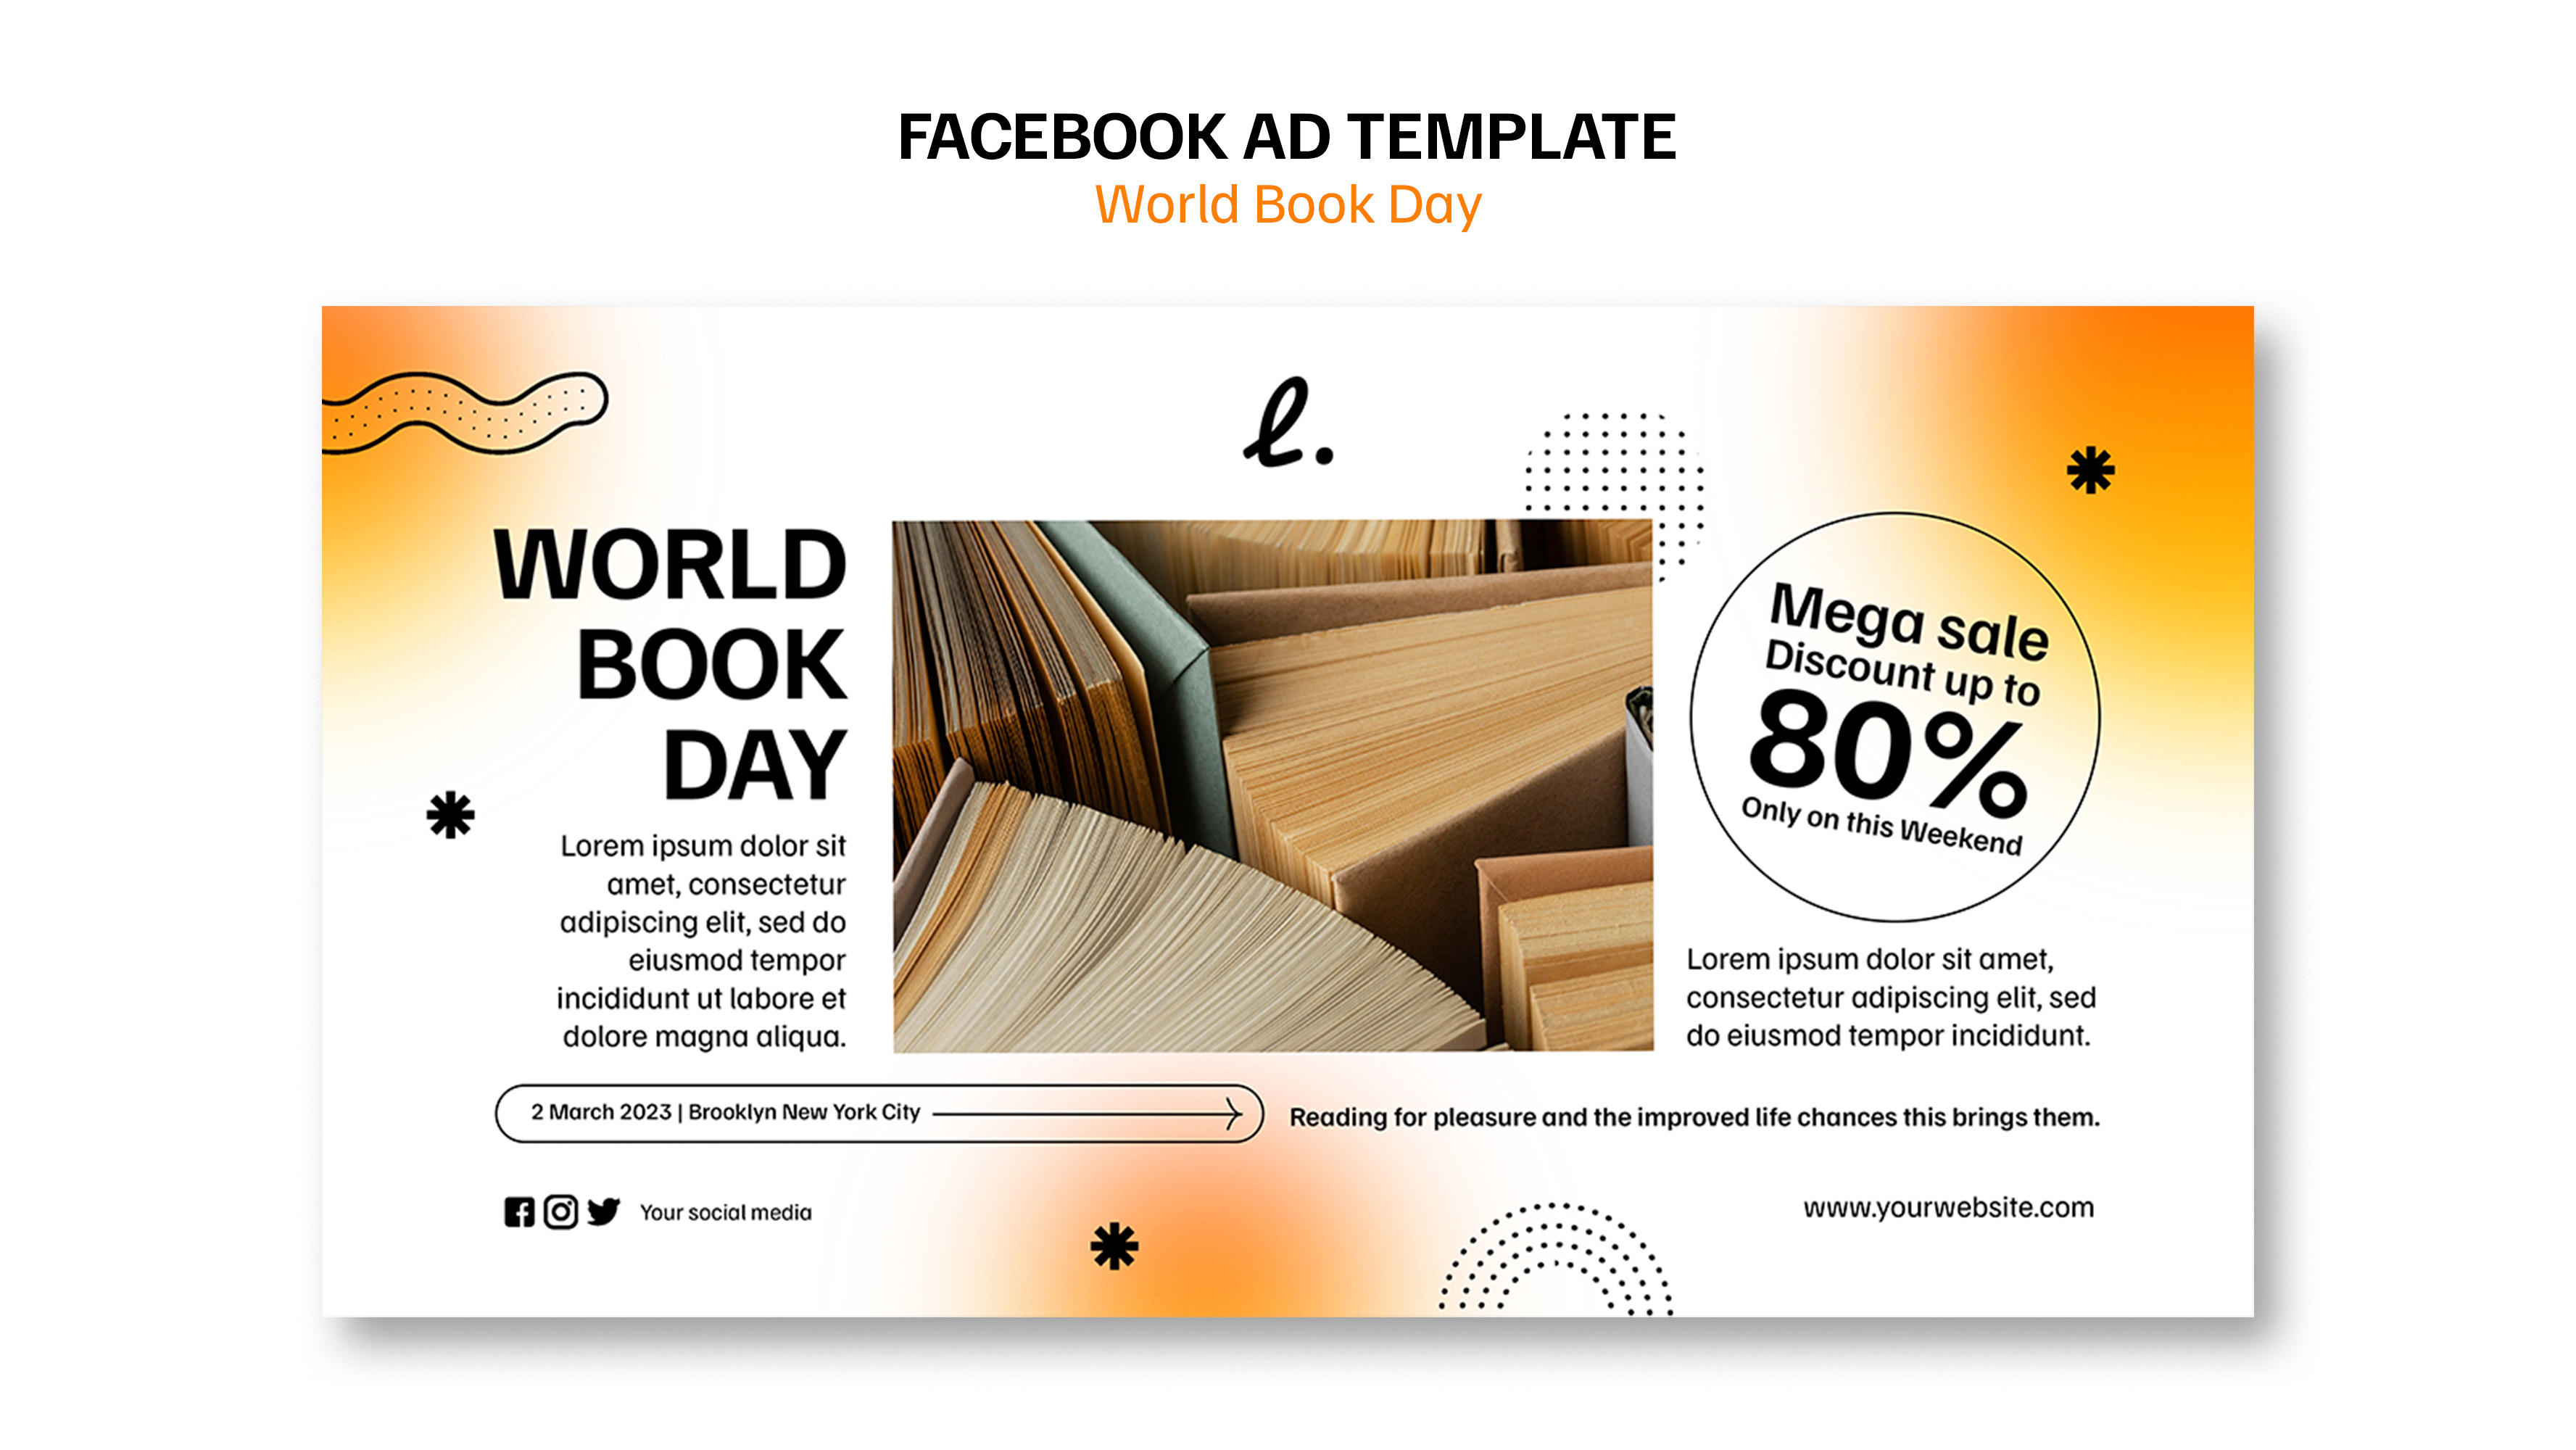 FACEBOOK AD TEMPLATE
World Book Day
l.
WORLD
BOOK
DAY
Lorem ipsum dolor sit
amet, consectetur
adipiscing elit, sed do
eiusmod tempor
incididunt ut labore et
dolore magna aliqua.
Mega sale
Discount up to
80%
Only on this Weekend
Lorem ipsum dolor sit amet,
consectetur adipiscing elit, sed
do eiusmod tempor incididunt.
2 March 2023 | Brooklyn New York City
Reading for pleasure and the improved life chances this brings them.
Your social media
www.yourwebsite.com